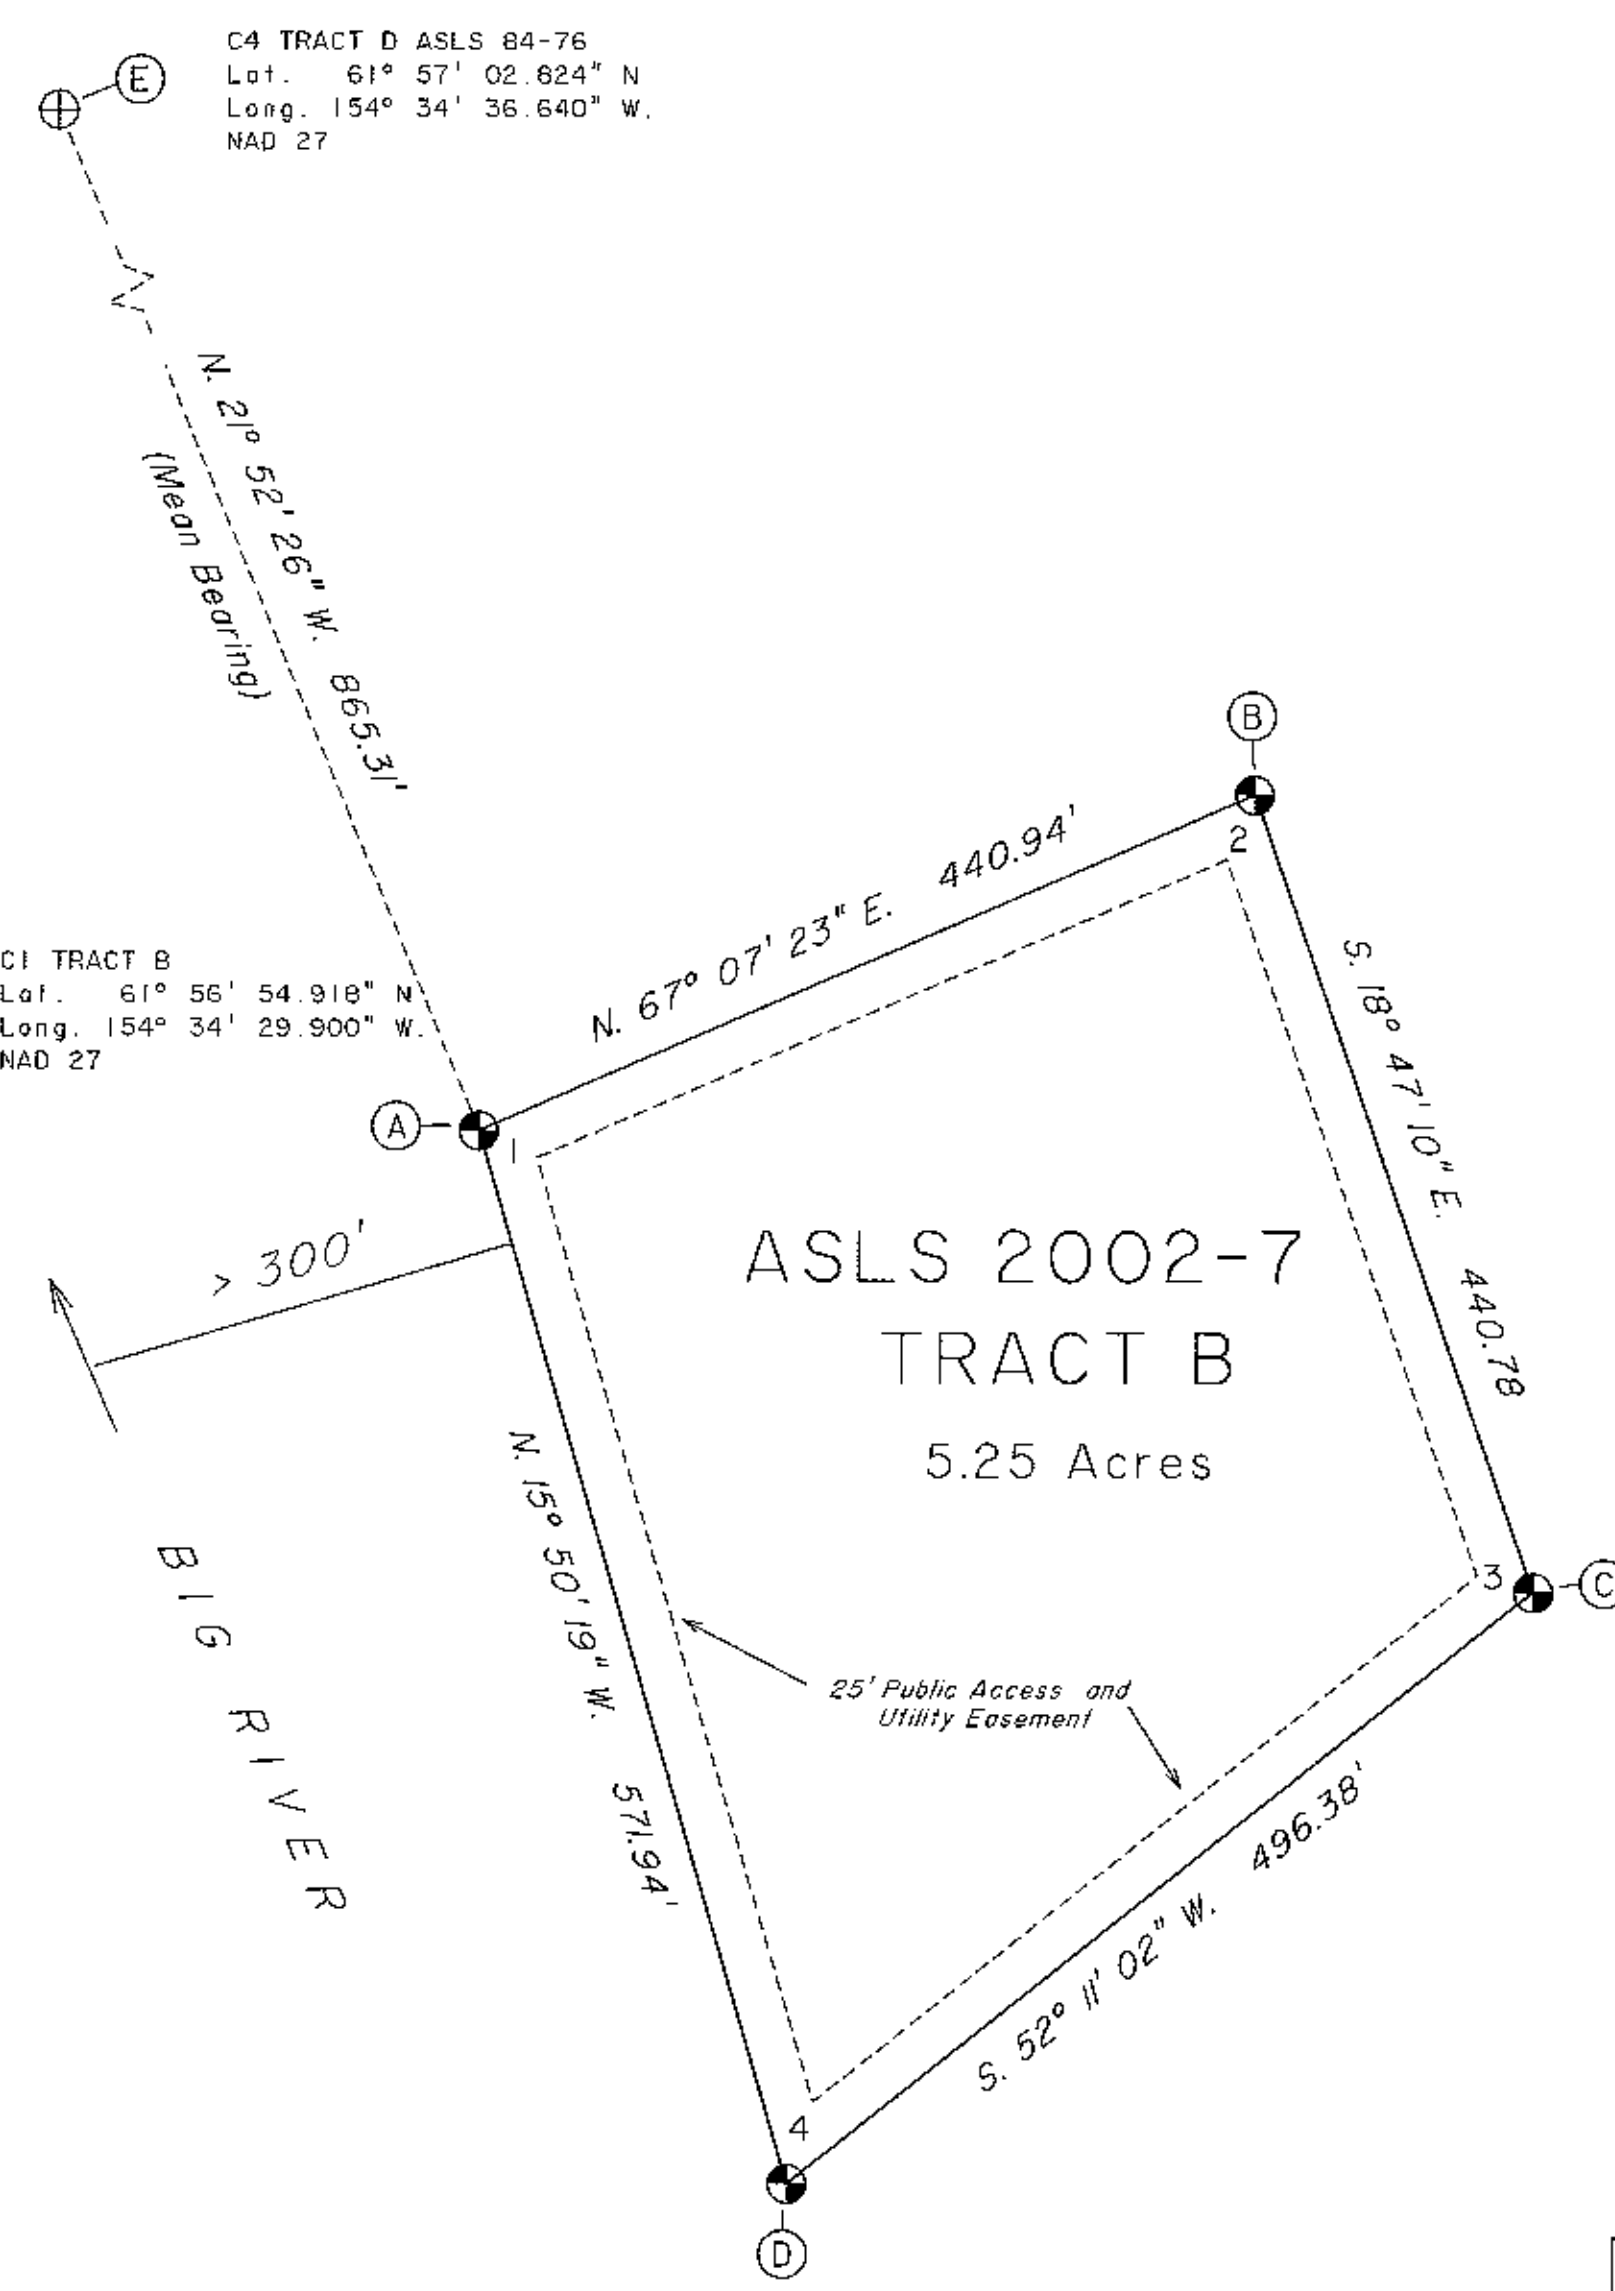 C4 TRACT D ASLS 84-76
Lat. 61° 57' 02.824" N
Long. 154° 34' 36.640" W.
NAD 27
E
N. 21° 52' 26" W. 865.31'
(Mean Bearing)
B
2
N. 67° 07' 23" E. 440.94'
C1 TRACT B
Lat. 61° 56' 54.918" N
Long. 154° 34' 29.900" W.
NAD 27
A
1
S. 18° 47' 10" E. 440.78
> 300'
ASLS 2002-7
TRACT B
5.25 Acres
N. 15° 50' 19" W. 571.94'
3
C
25' Public Access and
Utility Easement
BIG RIVER
S. 52° 11' 02" W. 496.38'
4
D